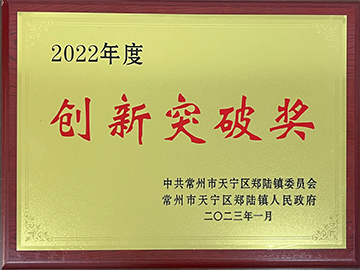 2022年度
创新突破奖
中共常州市天宁区郑陆镇委员会
常州市天宁区郑陆镇人民政府
二〇二三年一月